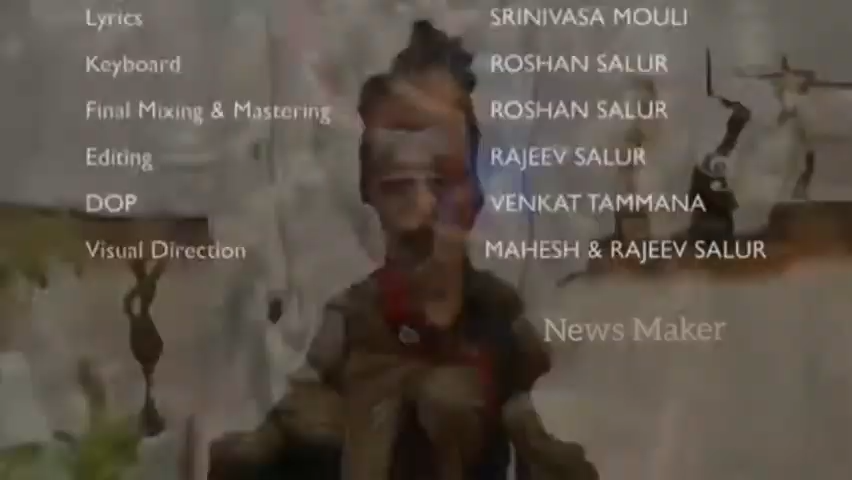 Lyrics SRINIVASA MOULI
Keyboard ROSHAN SALUR
Final Mixing & Mastering ROSHAN SALUR
Editing RAJEEV SALUR
DOP VENKAT TAMMANA
Visual Direction MAHESH & RAJEEV SALUR
News Maker